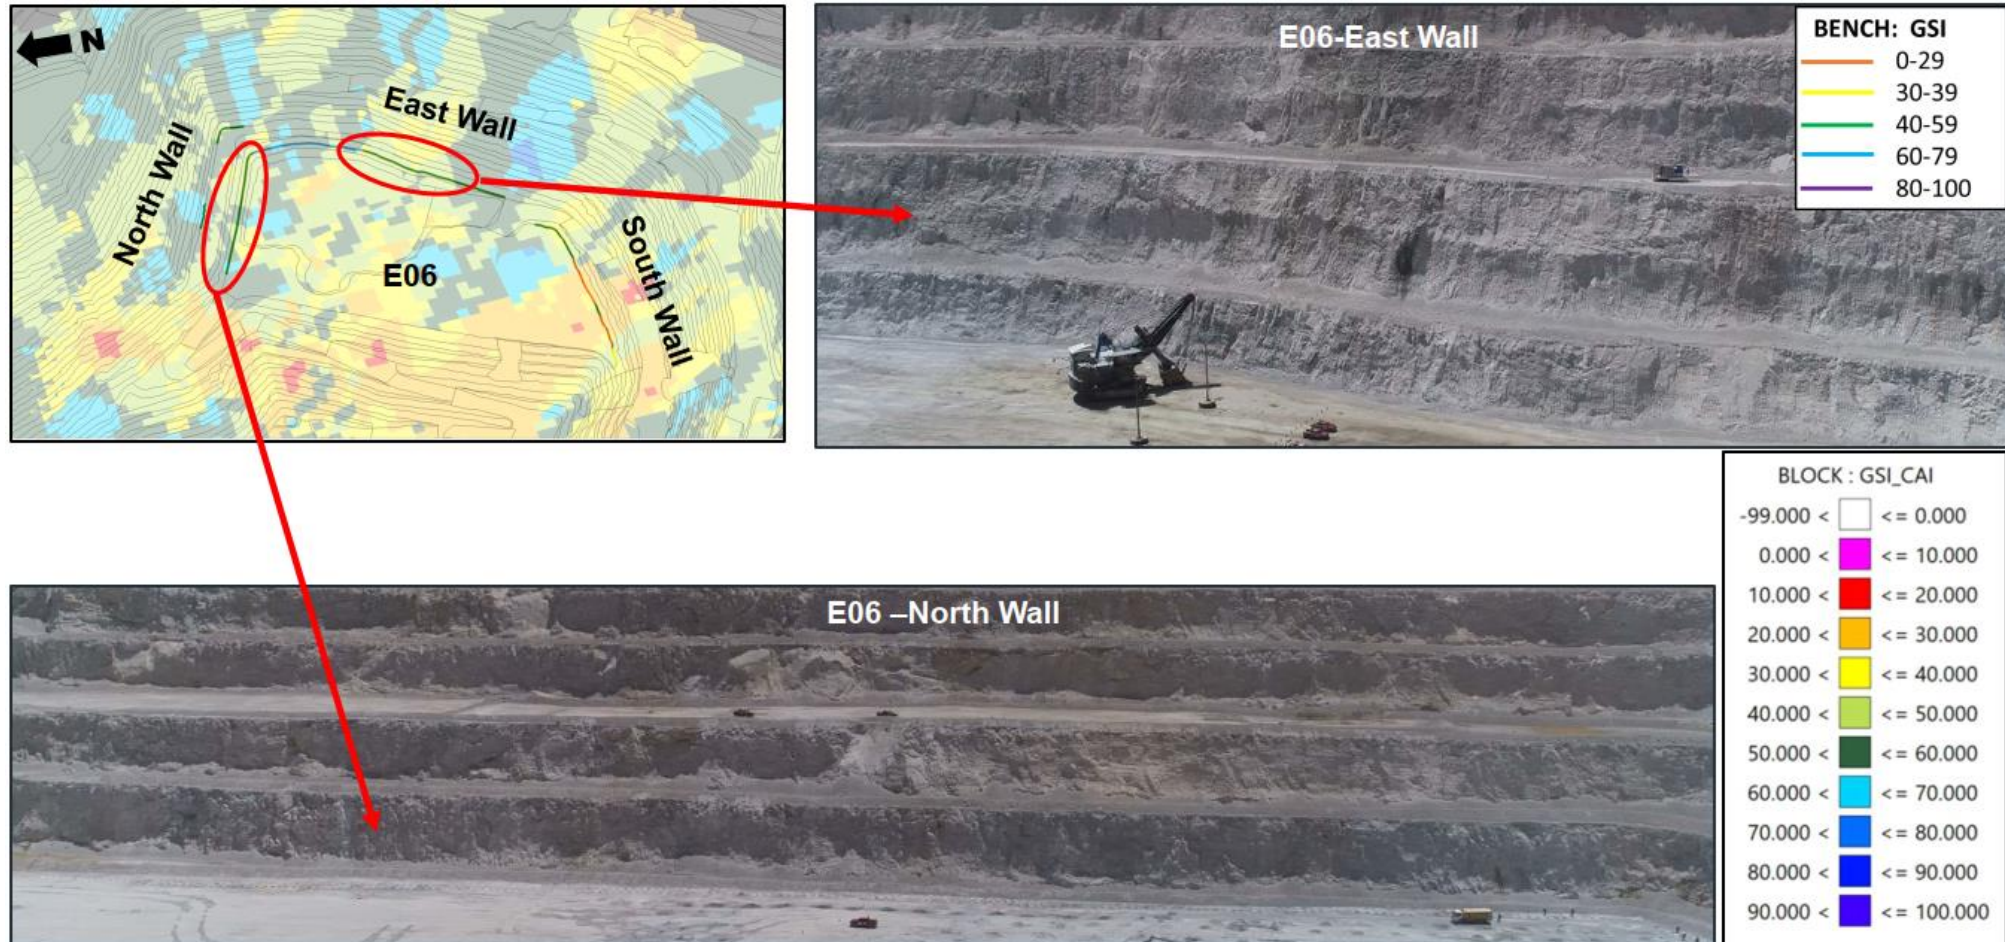 N
North Wall
East Wall
South Wall
E06
E06-East Wall
BENCH: GSI
0-29
30-39
40-59
60-79
80-100
E06 –North Wall
BLOCK : GSI_CAI
-99.000 < <= 0.000
0.000 < <= 10.000
10.000 < <= 20.000
20.000 < <= 30.000
30.000 < <= 40.000
40.000 < <= 50.000
50.000 < <= 60.000
60.000 < <= 70.000
70.000 < <= 80.000
80.000 < <= 90.000
90.000 < <= 100.000